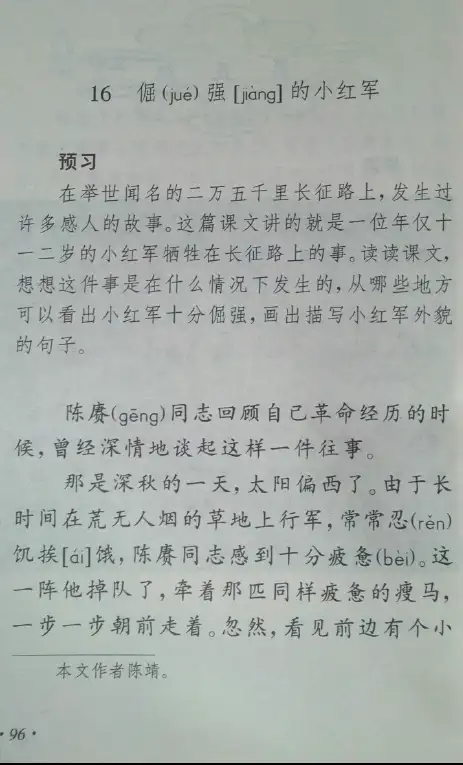 16 倔(jué)强[jiàng]的小红军
预习
在举世闻名的二万五千里长征路上，发生过
许多感人的故事。这篇课文讲的就是一位年仅十
一二岁的小红军牺牲在长征路上的事。读读课文，
想想这件事是在什么情况下发生的，从哪些地方
可以看出小红军十分倔强，画出描写小红军外貌
的句子。
陈赓(gēng)同志回顾自己革命经历的时
候，曾经深情地谈起这样一件往事。
那是深秋的一天，太阳偏西了。由于长
时间在荒无人烟的草地上行军，常常忍(rěn)
饥挨[ái]饿，陈赓同志感到十分疲惫(bèi)。这
一阵他掉队了，牵着那匹同样疲惫的瘦马，
一步一步朝前走着。忽然，看见前边有个小
本文作者陈靖。
·96·